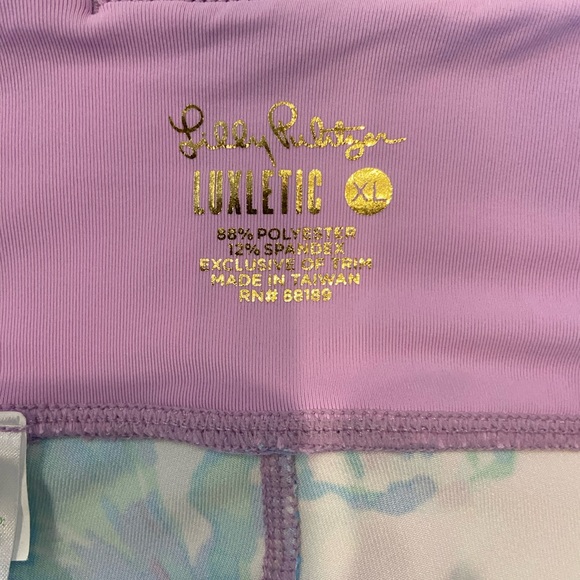 Lilly Pulitzer
LUXLETIC XL
88% POLYESTER
12% SPANDEX
EXCLUSIVE OF TRIM
MADE IN TAIWAN
RN# 68189